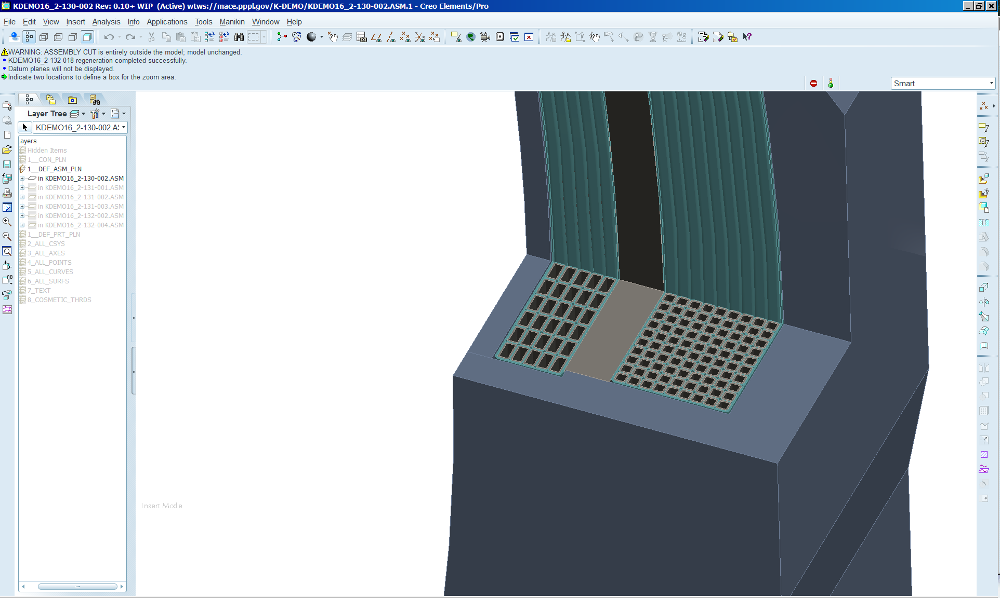 KDEMO16_2-130-002 Rev: 0.10+ WIP (Active) wtws://mace.pppl.gov/K-DEMO/KDEMO16_2-130-002.ASM.1 - Creo Elements/Pro
File Edit View Insert Analysis Info Applications Tools Manikin Window Help
WARNING: ASSEMBLY CUT is entirely outside the model; model unchanged.
KDEMO16_2-132-018 regeneration completed successfully.
Datum planes will not be displayed.
Indicate two locations to define a box for the zoom area.
Smart
Layer Tree
KDEMO16_2-130-002.AS
ayers
Hidden Items
1__CON_PLN
1__DEF_ASM_PLN
in KDEMO16_2-130-002.ASM
in KDEMO16_2-131-001.ASM
in KDEMO16_2-131-002.ASM
in KDEMO16_2-131-003.ASM
in KDEMO16_2-132-002.ASM
in KDEMO16_2-132-004.ASM
1__DEF_PRT_PLN
2_ALL_CSYS
3_ALL_AXES
4_ALL_POINTS
5_ALL_CURVES
6_ALL_SURFS
7_TEXT
8_COSMETIC_THRDS
Insert Mode